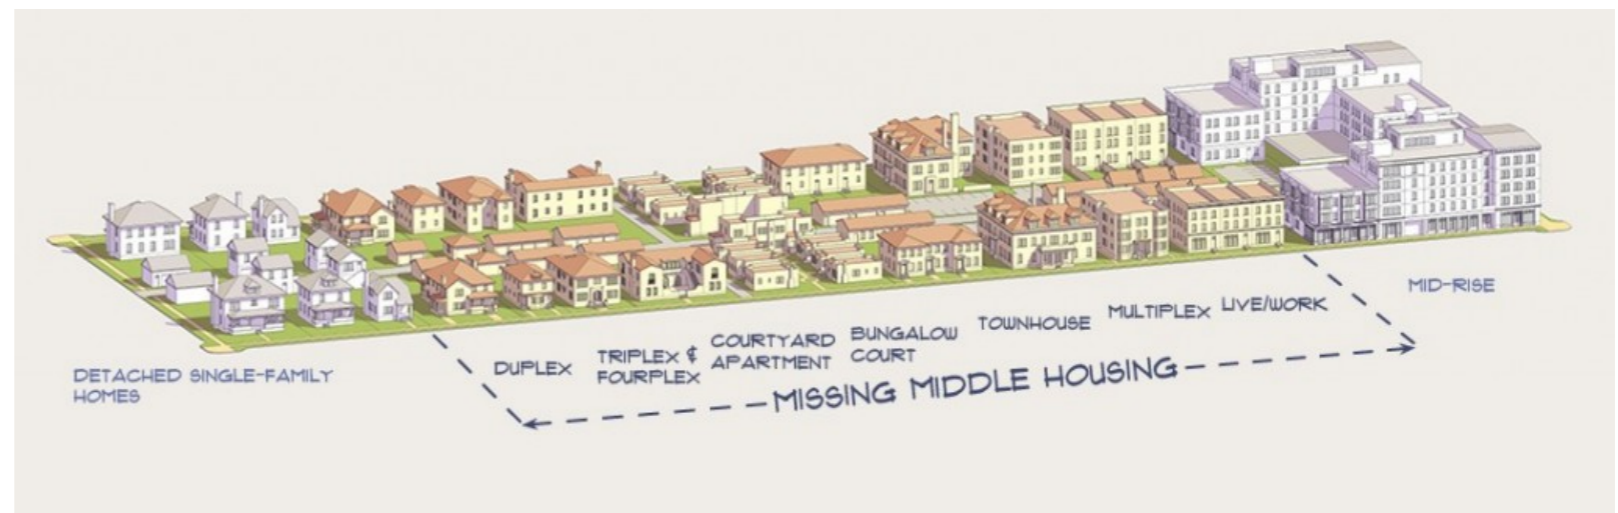 DETACHED SINGLE-FAMILY
HOMES
DUPLEX
TRIPLEX &
FOURPLEX
COURTYARD
APARTMENT
BUNGALOW
COURT
TOWNHOUSE
MULTIPLEX
LIVE/WORK
MID-RISE
MISSING MIDDLE HOUSING